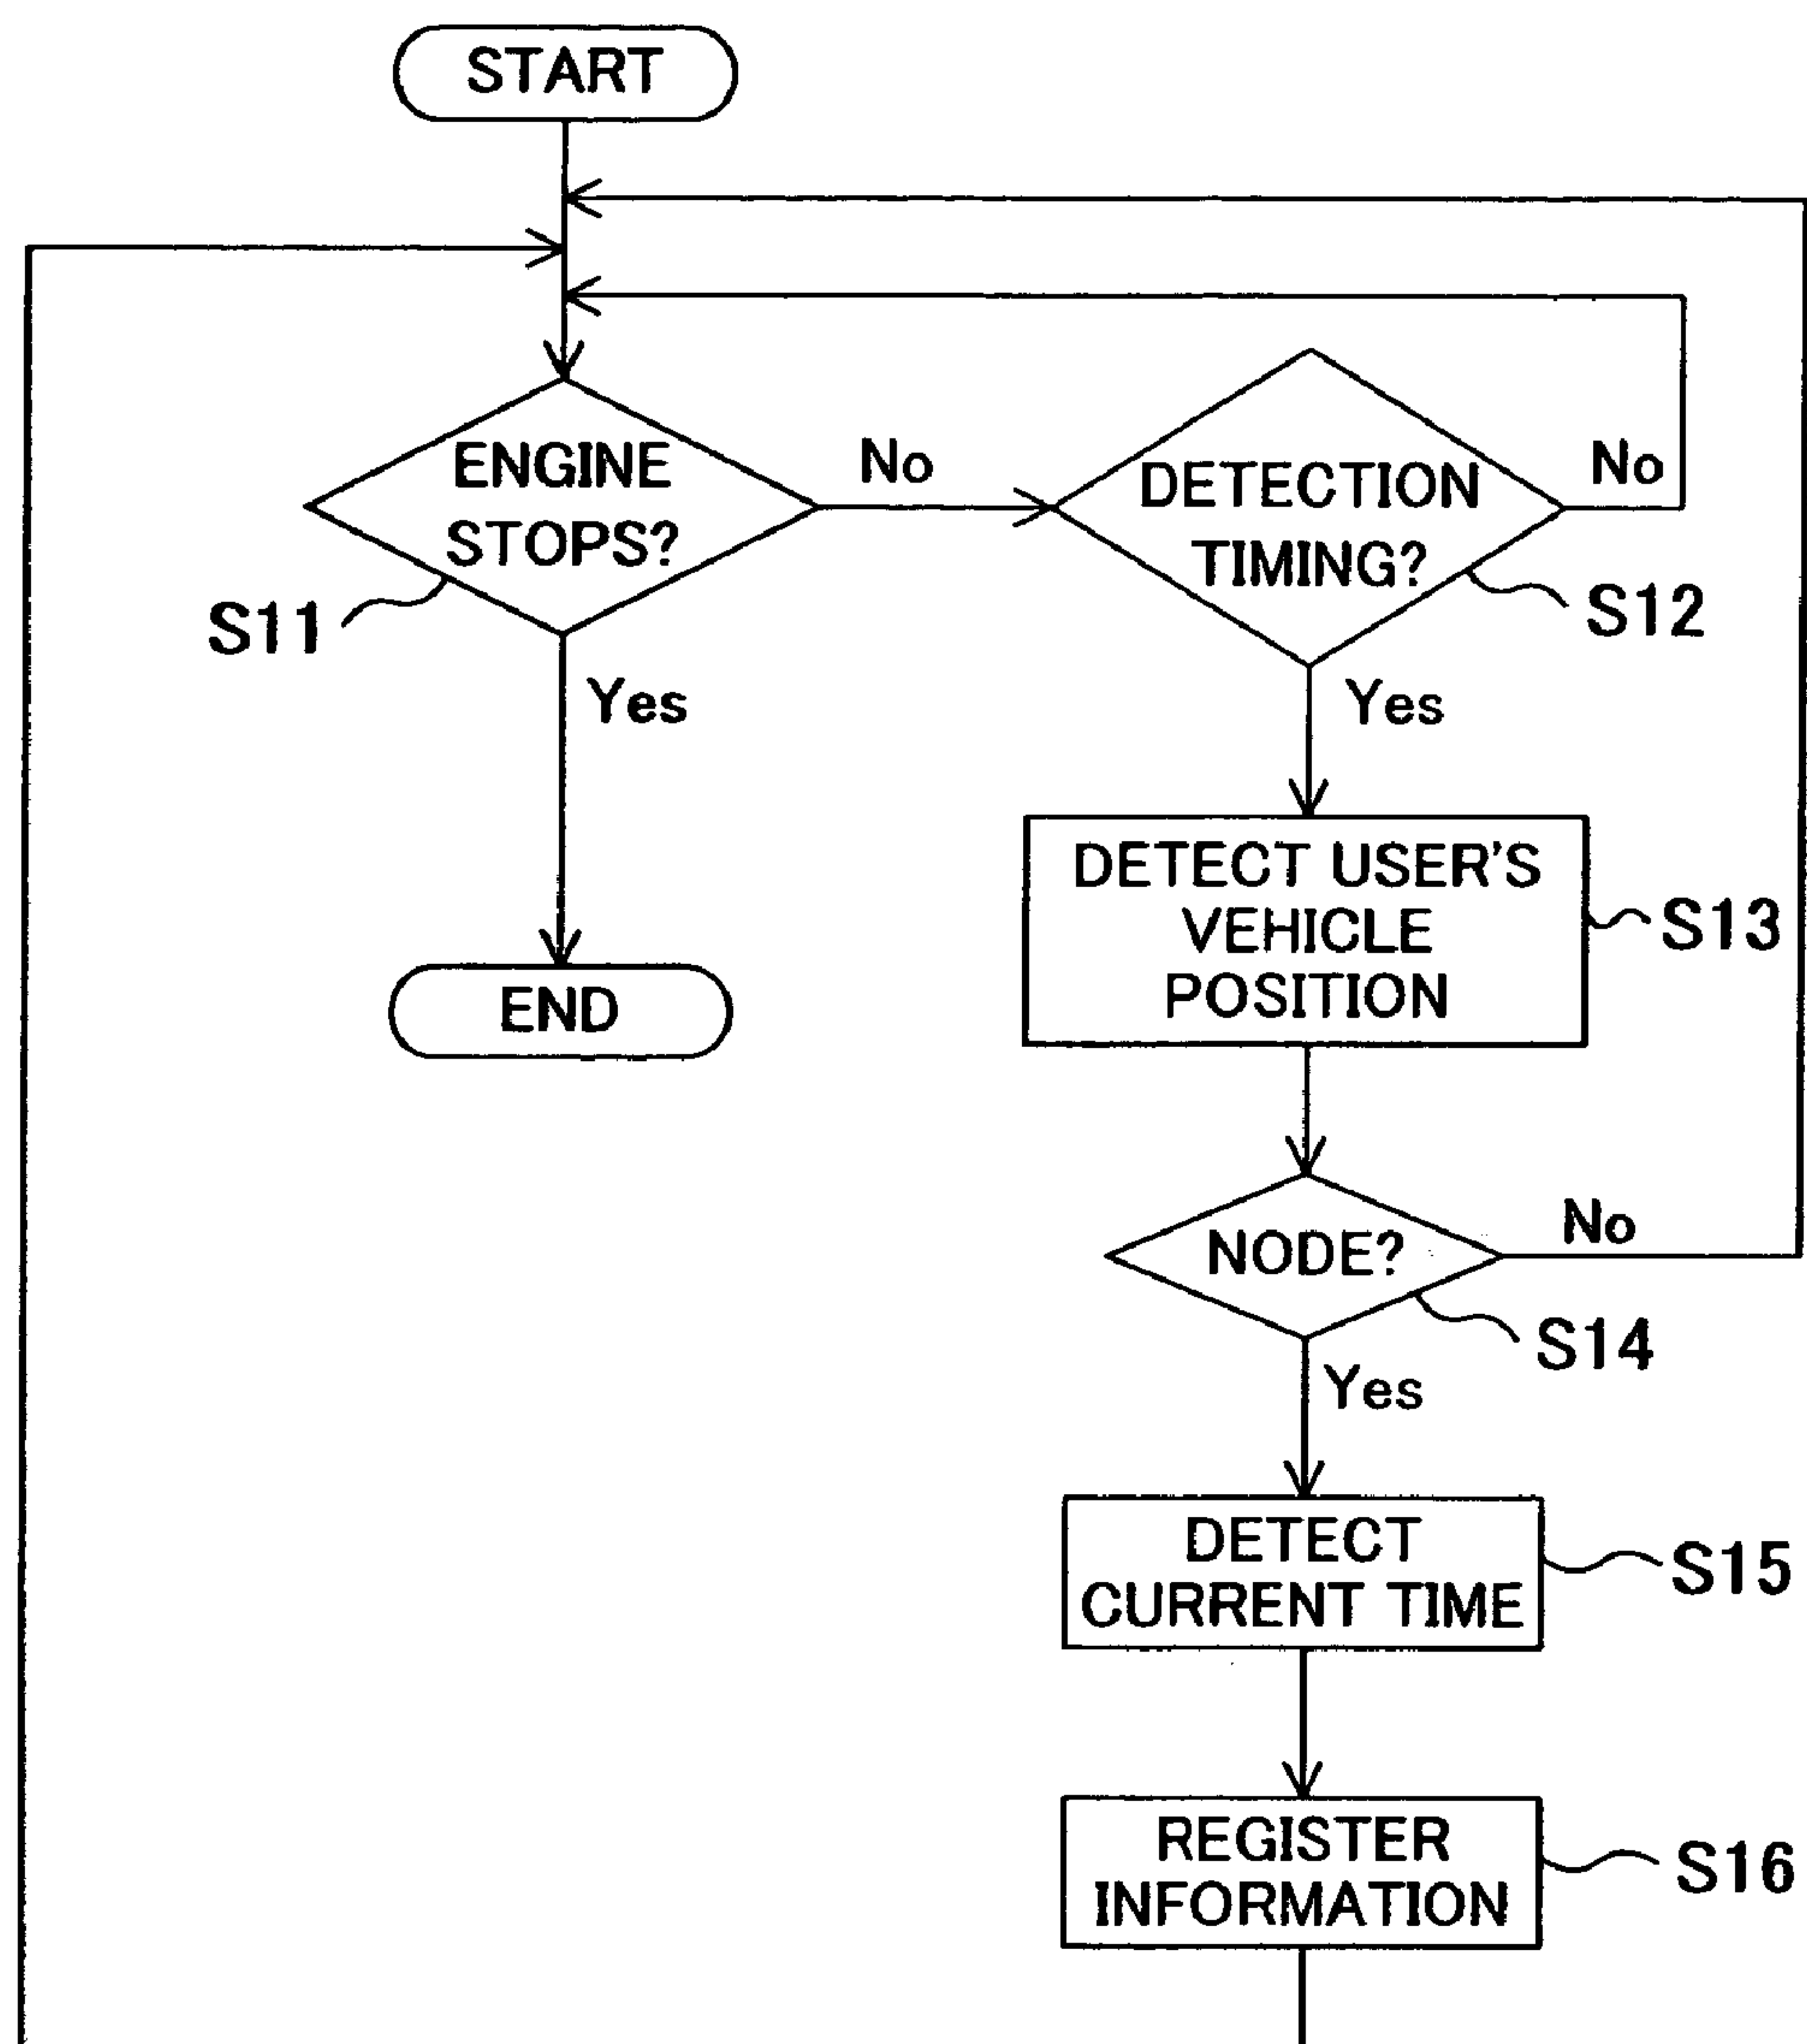 START
ENGINE
STOPS?
No
DETECTION
TIMING?
No
S11
S12
Yes
Yes
DETECT USER'S
VEHICLE
POSITION
S13
END
NODE?
No
S14
Yes
DETECT
CURRENT TIME
S15
REGISTER
INFORMATION
S16